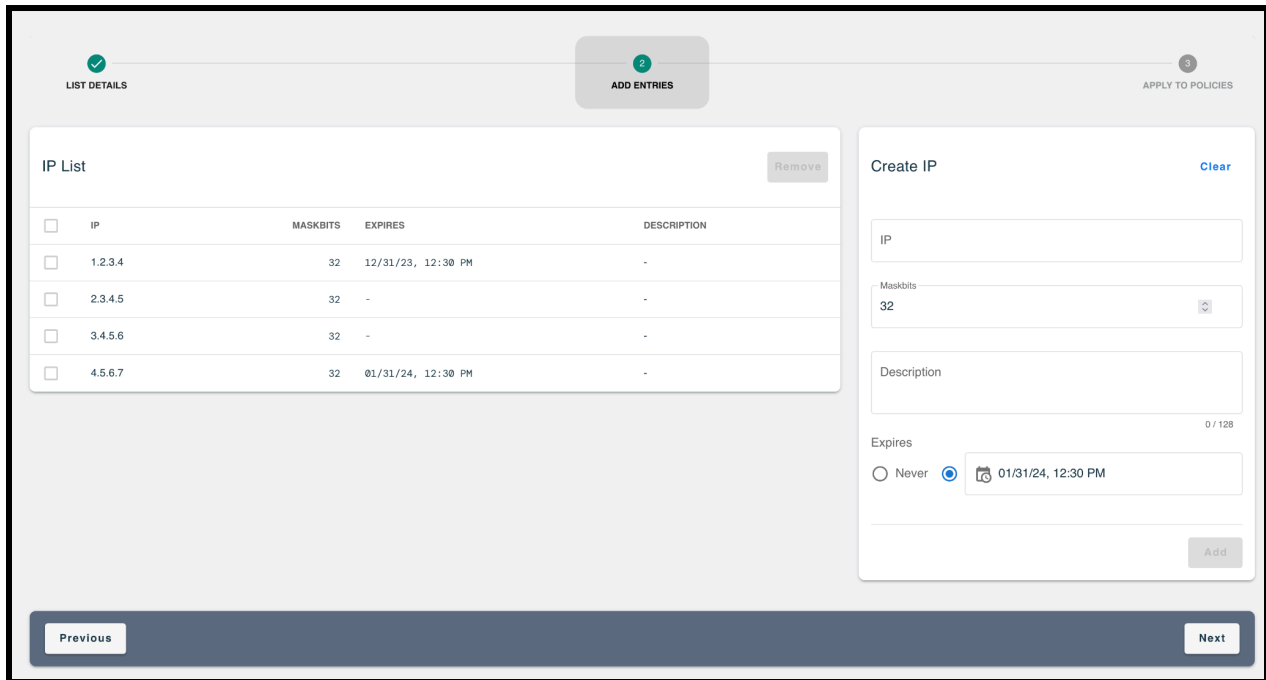 2 3
LIST DETAILS ADD ENTRIES APPLY TO POLICIES
IP List Remove
IP MASKBITS EXPIRES DESCRIPTION
1.2.3.4 32 12/31/23, 12:30 PM -
2.3.4.5 32 - -
3.4.5.6 32 - -
4.5.6.7 32 01/31/24, 12:30 PM -
Create IP Clear
IP
Maskbits
32
Description
0 / 128
Expires
Never 01/31/24, 12:30 PM
Add
Previous Next